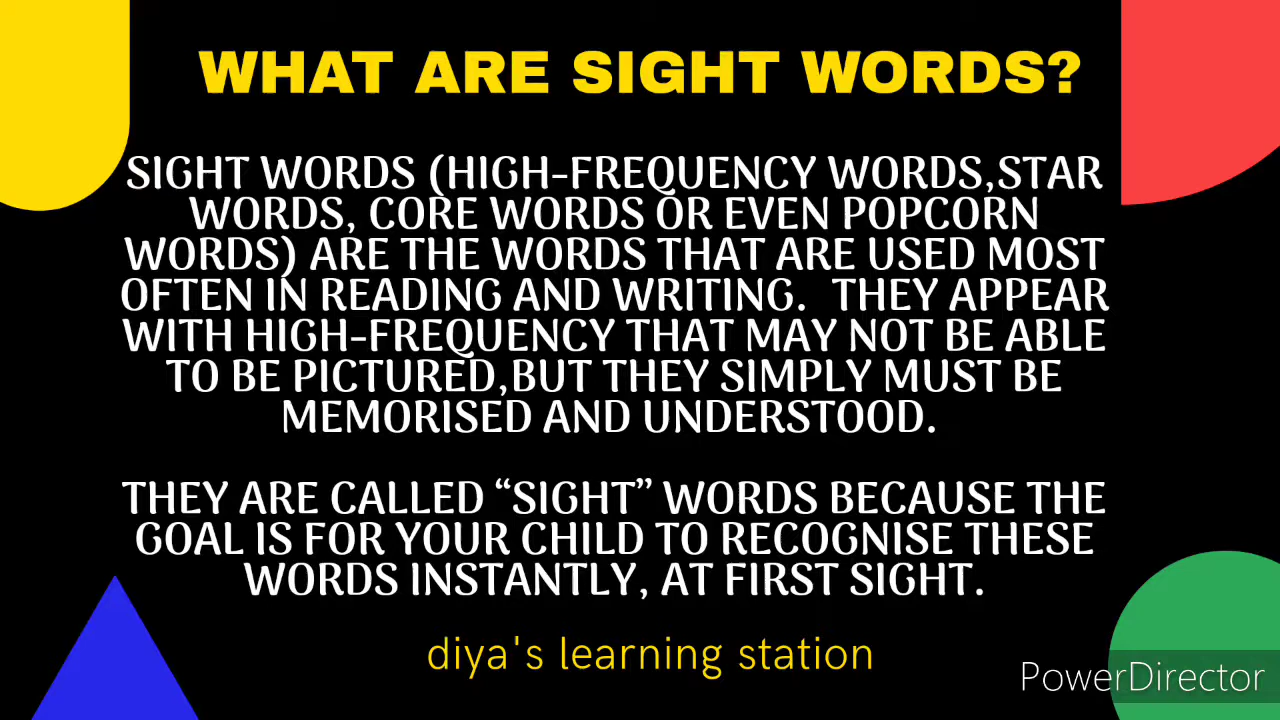 WHAT ARE SIGHT WORDS?
SIGHT WORDS (HIGH-FREQUENCY WORDS,STAR
WORDS, CORE WORDS OR EVEN POPCORN
WORDS) ARE THE WORDS THAT ARE USED MOST
OFTEN IN READING AND WRITING.  THEY APPEAR
WITH HIGH-FREQUENCY THAT MAY NOT BE ABLE
TO BE PICTURED,BUT THEY SIMPLY MUST BE
MEMORISED AND UNDERSTOOD.
THEY ARE CALLED “SIGHT” WORDS BECAUSE THE
GOAL IS FOR YOUR CHILD TO RECOGNISE THESE
WORDS INSTANTLY, AT FIRST SIGHT.
diya's learning station
PowerDirector